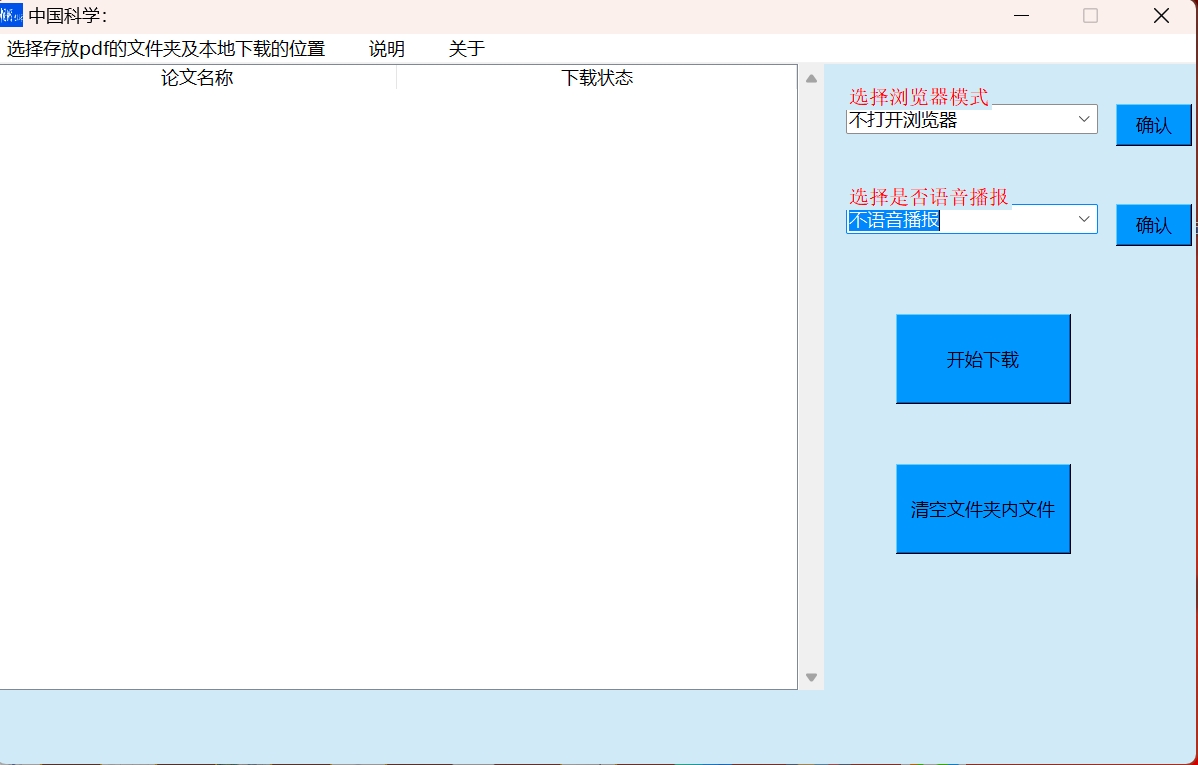 中国科学：
选择存放pdf的文件夹及本地下载的位置 说明 关于
论文名称 下载状态
选择浏览器模式
不打开浏览器
确认
选择是否语音播报
不语音播报
确认
开始下载
清空文件夹内文件